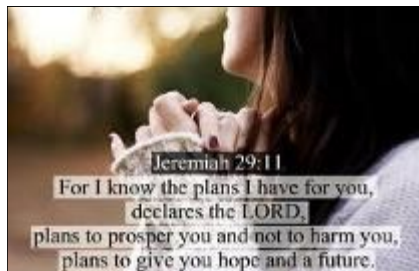 Jeremiah 29:11
For I know the plans I have for you,
declares the LORD,
plans to prosper you and not to harm you,
plans to give you hope and a future.